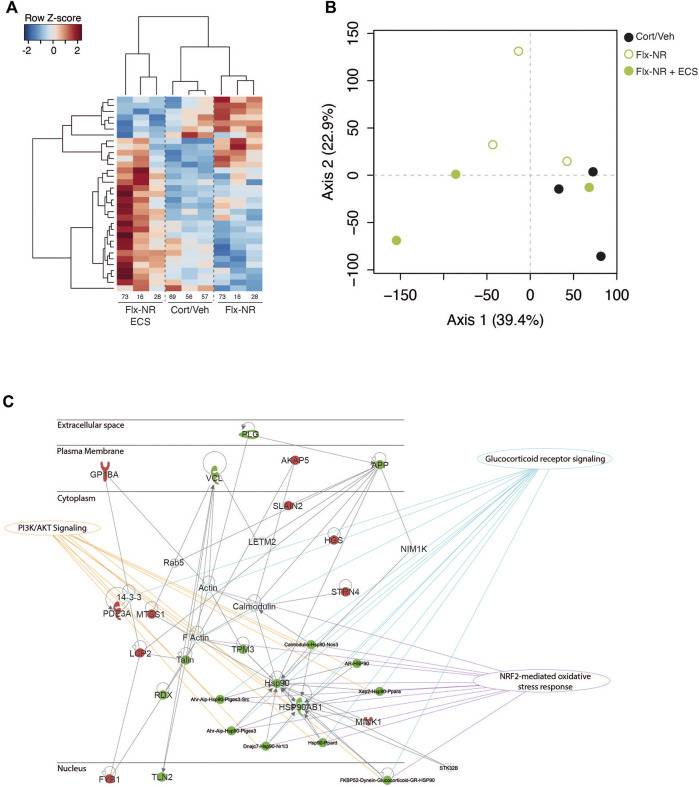 A
Row Z-score
-2 0 2
73 16 28 69 56 57 73 16 28
Flx-NR ECS Cort/Veh Flx-NR
B
Axis 2 (22.9%)
150
100
50
0
−50
−100
−150 −50 0 50 100
Axis 1 (39.4%)
Cort/Veh
Flx-NR
Flx-NR + ECS
C
Extracellular space
PLG
Plasma Membrane
GP1BA
VCL
AKAP5
APP
Glucocorticoid receptor signaling
Cytoplasm
SLAIN2
PI3K/AKT Signaling
LETM2
HGS
NIM1K
Rab5
Actin
14-3-3
STRN4
PDE3A
MTSS1
Calmodulin
F Actin
Calmodulin-Hsp90-Nos3
LCP2
Talin
TPM3
AR-HSP90
Hsp90
NRF2-mediated oxidative
stress response
RDX
Ahr-Aip-Hsp90-Ptges3-Src
Xap2-Hsp90-Ppara
HSP90AB1
Ahr-Aip-Hsp90-Ptges3
Dnajc7-Hsp90-Nr1i3
Hsp90-Ppard
STK32B
Nucleus
FYB1
TLN2
FKBP52-Dynein-Glucocorticoid-GR-HSP90